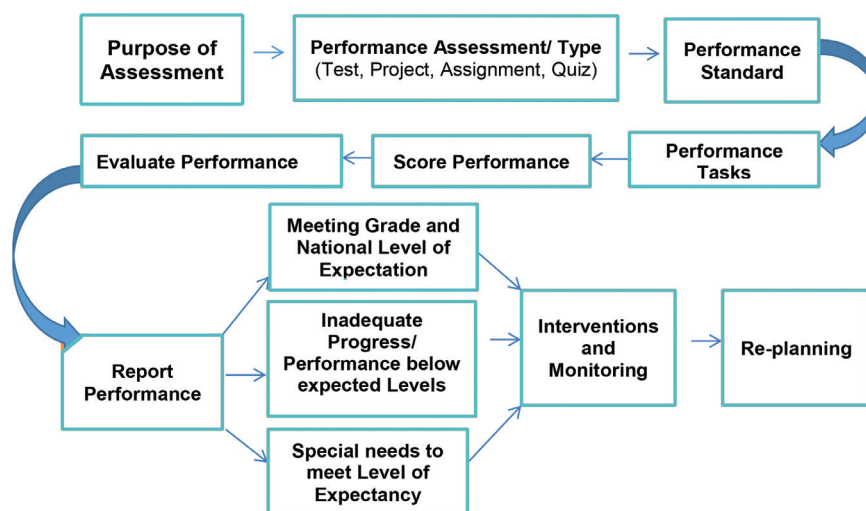 Purpose of
Assessment
Performance Assessment/ Type
(Test, Project, Assignment, Quiz)
Performance
Standard
Performance
Tasks
Score Performance
Evaluate Performance
Report
Performance
Meeting Grade and
National Level of
Expectation
Inadequate
Progress/
Performance below
expected Levels
Special needs to
meet Level of
Expectancy
Interventions
and
Monitoring
Re-planning